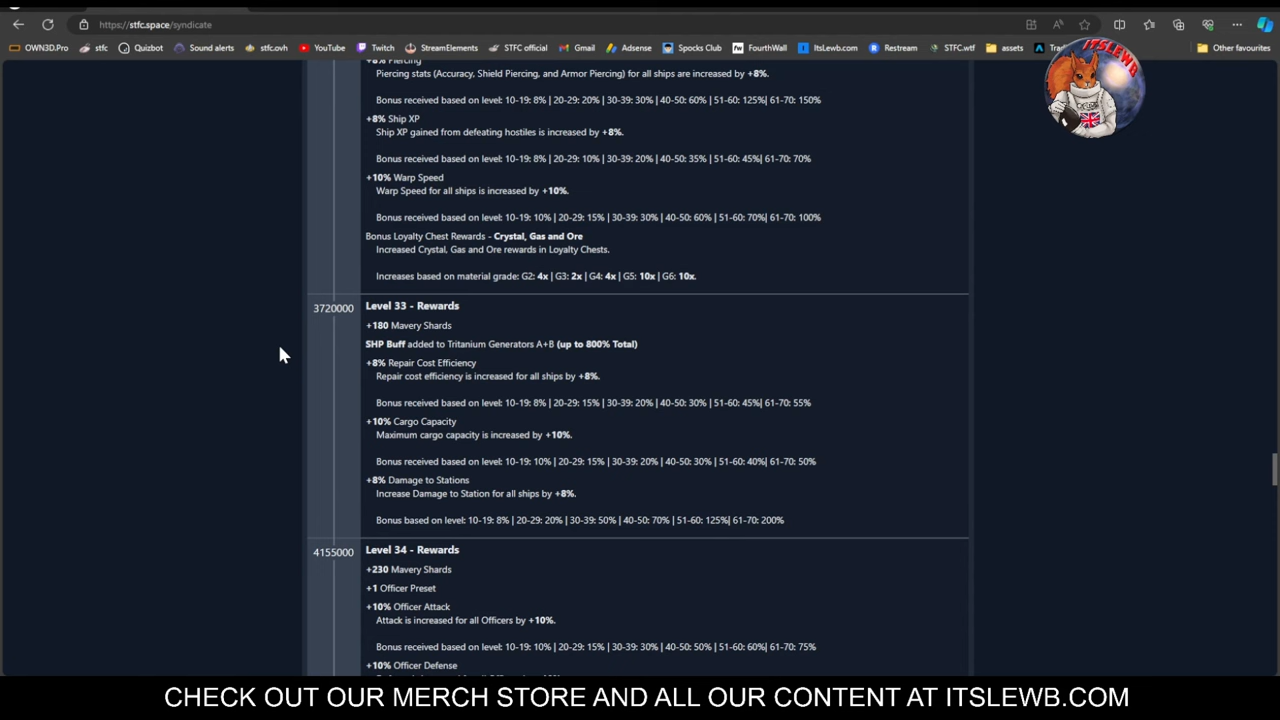 https://stfc.space/syndicate
OWN3D.Pro stfc Quizbot Sound alerts stfc.ovh YouTube Twitch StreamElements STFC official Gmail Adsense Spocks Club FourthWall ItsLewb.com Restream STFC.wtf assets Other favourites
ITSLEWB
+8% Piercing
Piercing stats (Accuracy, Shield Piercing, and Armor Piercing) for all ships are increased by +8%.
Bonus received based on level: 10-19: 8% | 20-29: 20% | 30-39: 30% | 40-50: 60% | 51-60: 125%| 61-70: 150%
+8% Ship XP
Ship XP gained from defeating hostiles is increased by +8%.
Bonus received based on level: 10-19: 8% | 20-29: 10% | 30-39: 20% | 40-50: 35% | 51-60: 45%| 61-70: 70%
+10% Warp Speed
Warp Speed for all ships is increased by +10%.
Bonus received based on level: 10-19: 10% | 20-29: 15% | 30-39: 30% | 40-50: 60% | 51-60: 70%| 61-70: 100%
Bonus Loyalty Chest Rewards - Crystal, Gas and Ore
Increased Crystal, Gas and Ore rewards in Loyalty Chests.
Increases based on material grade: G2: 4x | G3: 2x | G4: 4x | G5: 10x | G6: 10x.
3720000 Level 33 - Rewards
+180 Mavery Shards
SHP Buff added to Tritanium Generators A+B (up to 800% Total)
+8% Repair Cost Efficiency
Repair cost efficiency is increased for all ships by +8%.
Bonus received based on level: 10-19: 8% | 20-29: 15% | 30-39: 20% | 40-50: 30% | 51-60: 45%| 61-70: 55%
+10% Cargo Capacity
Maximum cargo capacity is increased by +10%.
Bonus received based on level: 10-19: 10% | 20-29: 15% | 30-39: 20% | 40-50: 30% | 51-60: 40%| 61-70: 50%
+8% Damage to Stations
Increase Damage to Station for all ships by +8%.
Bonus based on level: 10-19: 8% | 20-29: 20% | 30-39: 50% | 40-50: 70% | 51-60: 125%| 61-70: 200%
4155000 Level 34 - Rewards
+230 Mavery Shards
+1 Officer Preset
+10% Officer Attack
Attack is increased for all Officers by +10%.
Bonus received based on level: 10-19: 10% | 20-29: 15% | 30-39: 30% | 40-50: 50% | 51-60: 60%| 61-70: 75%
+10% Officer Defense
CHECK OUT OUR MERCH STORE AND ALL OUR CONTENT AT ITSLEWB.COM